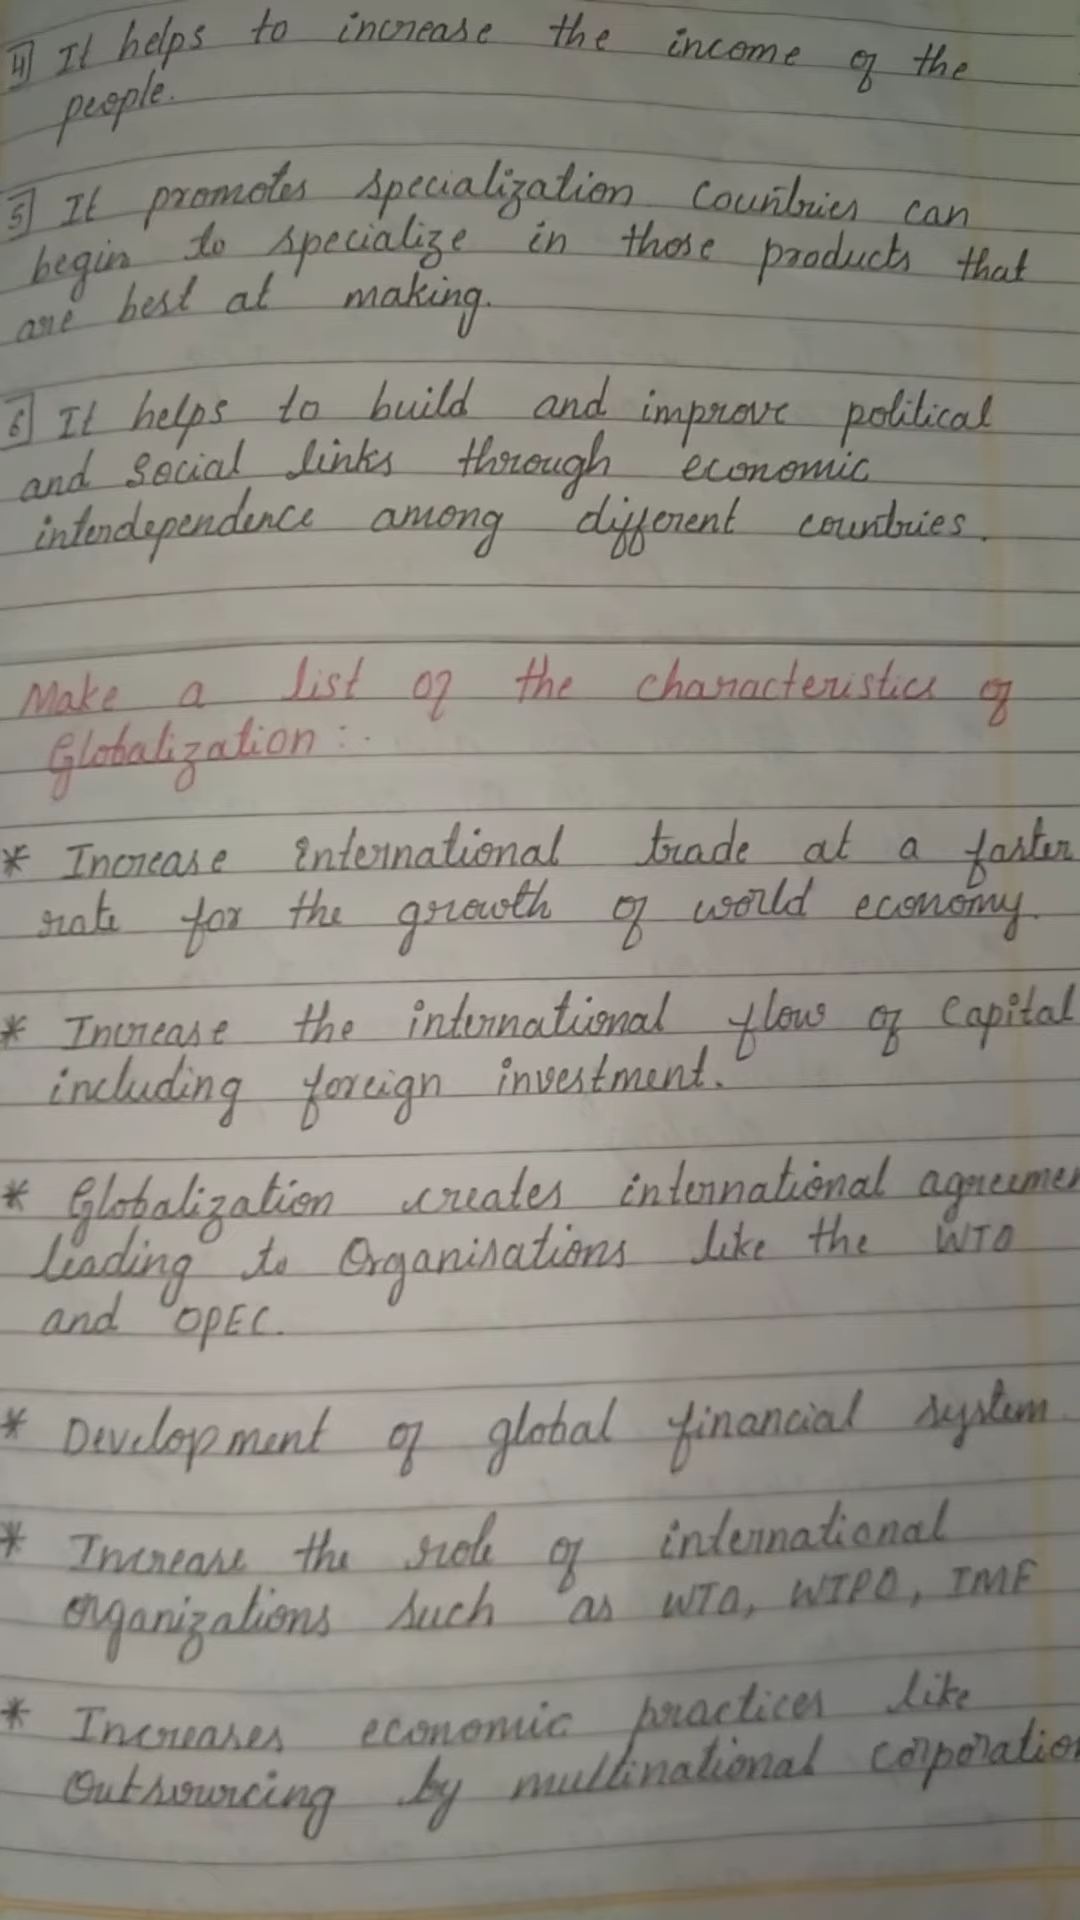 4] It helps to increase the income of the
people.
5] It promotes specialization countries can
begin to specialize in those products that
are best at making.
6] It helps to build and improve political
and social links through economic
interdependence among different countries.
Make a list of the characteristics of
Globalization :-
* Increase international trade at a faster
rate for the growth of world economy.
* Increase the international flow of Capital
including foreign investment.
* Globalization creates international agreemen
leading to Organisations like the WTO
and OPEC.
* Development of global financial system
* Increase the role of international
organizations such as WTO, WIPO, IMF
* Increases economic practices like
Outsourcing by multinational corporation